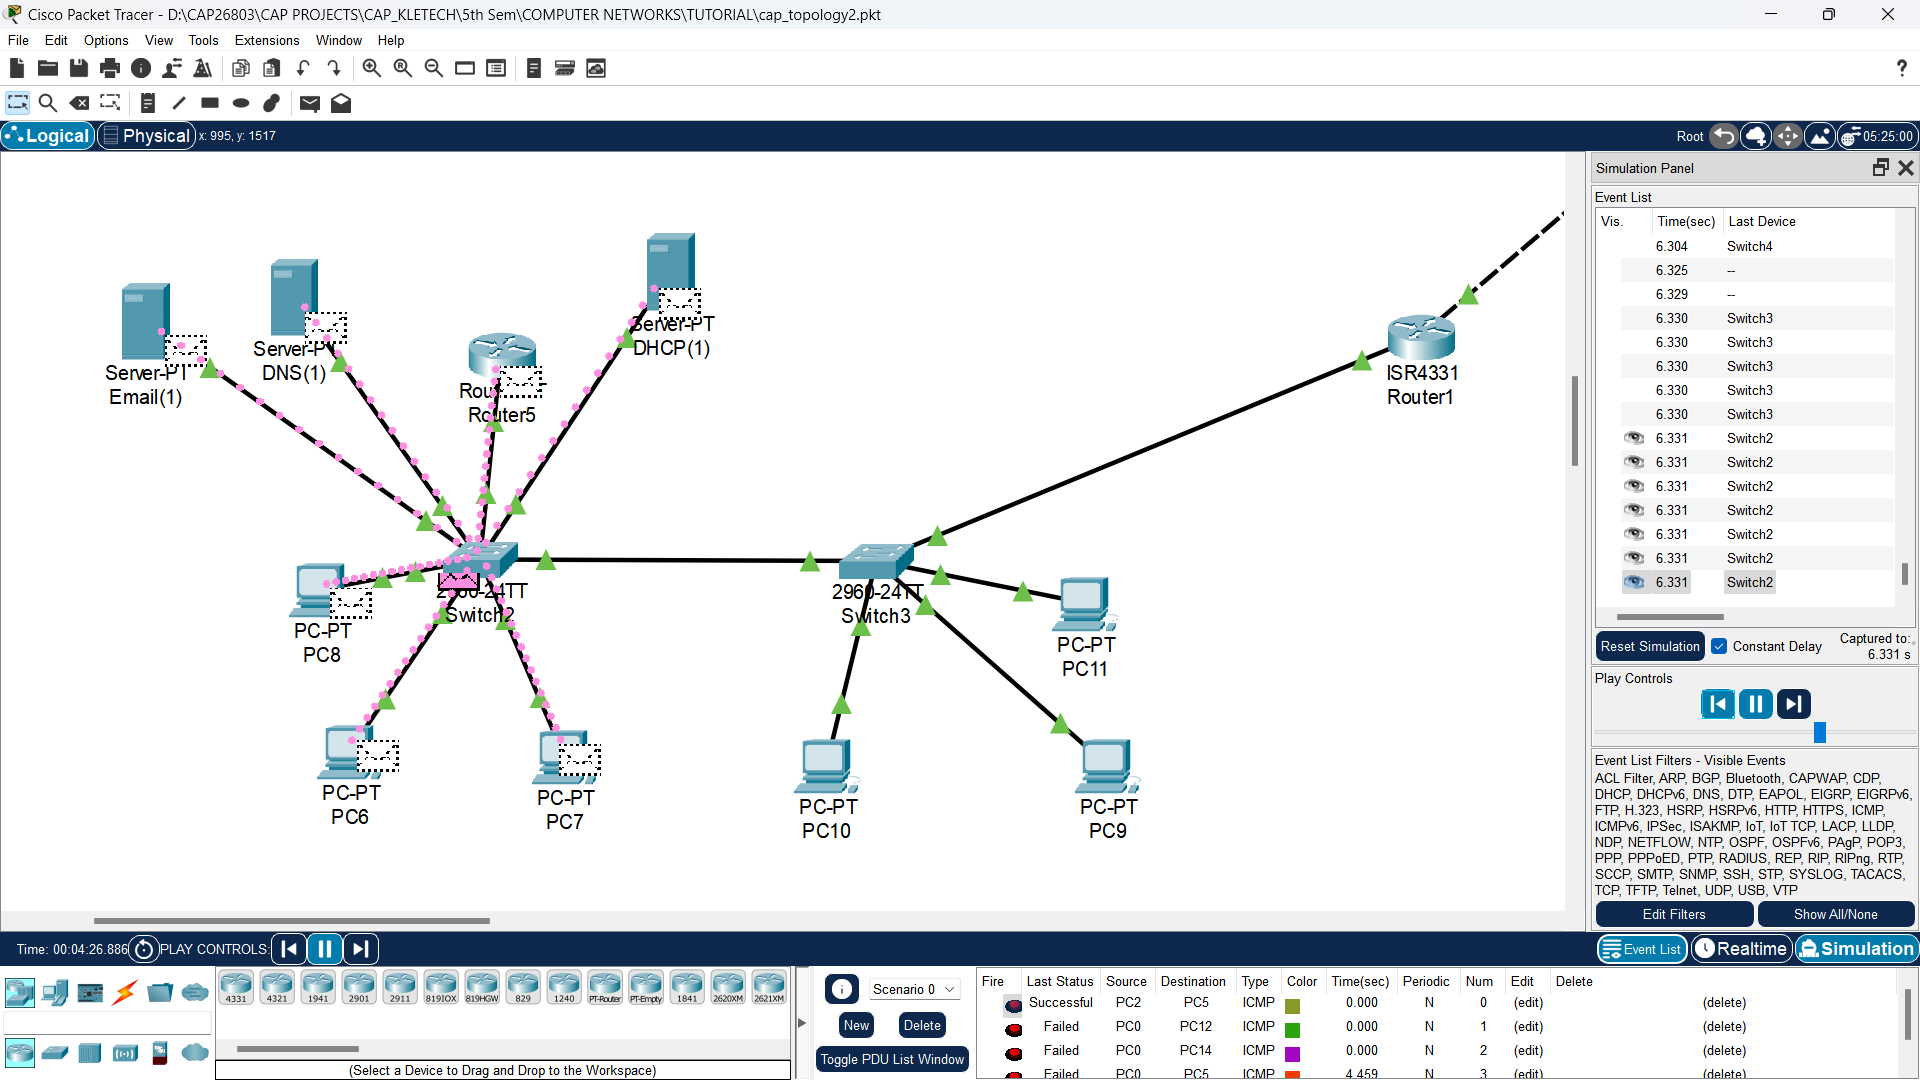 Cisco Packet Tracer - D:\CAP26803\CAP PROJECTS\CAP_KLETECH\5th Sem\COMPUTER NETWORKS\TUTORIAL\cap_topology2.pkt
File Edit Options View Tools Extensions Window Help
?
Logical Physical x: 995, y: 1517 Root 05:25:00
Server-PT
Email(1)
DNS(1)
Router5
Server-PT
DHCP(1)
ISR4331
Router1
Switch2
2960-24TT
Switch3
PC-PT
PC8
PC-PT
PC11
PC-PT
PC6
PC-PT
PC7
PC-PT
PC10
PC-PT
PC9
Simulation Panel
Event List
Vis. Time(sec) Last Device
6.304 Switch4
6.325 --
6.329 --
6.330 Switch3
6.330 Switch3
6.330 Switch3
6.330 Switch3
6.330 Switch3
6.331 Switch2
6.331 Switch2
6.331 Switch2
6.331 Switch2
6.331 Switch2
6.331 Switch2
6.331 Switch2
Reset Simulation Constant Delay Captured to:
6.331 s
Play Controls
Event List Filters - Visible Events
ACL Filter, ARP, BGP, Bluetooth, CAPWAP, CDP,
DHCP, DHCPv6, DNS, DTP, EAPOL, EIGRP, EIGRPv6,
FTP, H.323, HSRP, HSRPv6, HTTP, HTTPS, ICMP,
ICMPv6, IPSec, ISAKMP, IoT, IoT TCP, LACP, LLDP,
NDP, NETFLOW, NTP, OSPF, OSPFv6, PAgP, POP3,
PPP, PPPoED, PTP, RADIUS, REP, RIP, RIPng, RTP,
SCCP, SMTP, SNMP, SSH, STP, SYSLOG, TACACS,
TCP, TFTP, Telnet, UDP, USB, VTP
Edit Filters Show All/None
Time: 00:04:26.886 PLAY CONTROLS: Event List Realtime Simulation
4331 4321 1941 2901 2911 819IOX 819HGW 829 1240 PT-Router PT-Empty 1841 2620XM 2621XM
(Select a Device to Drag and Drop to the Workspace)
Scenario 0
New Delete
Toggle PDU List Window
Fire Last Status Source Destination Type Color Time(sec) Periodic Num Edit Delete
Successful PC2 PC5 ICMP 0.000 N 0 (edit) (delete)
Failed PC0 PC12 ICMP 0.000 N 1 (edit) (delete)
Failed PC0 PC14 ICMP 0.000 N 2 (edit) (delete)
Failed PC0 PC5 ICMP 4.459 N 3 (edit) (delete)